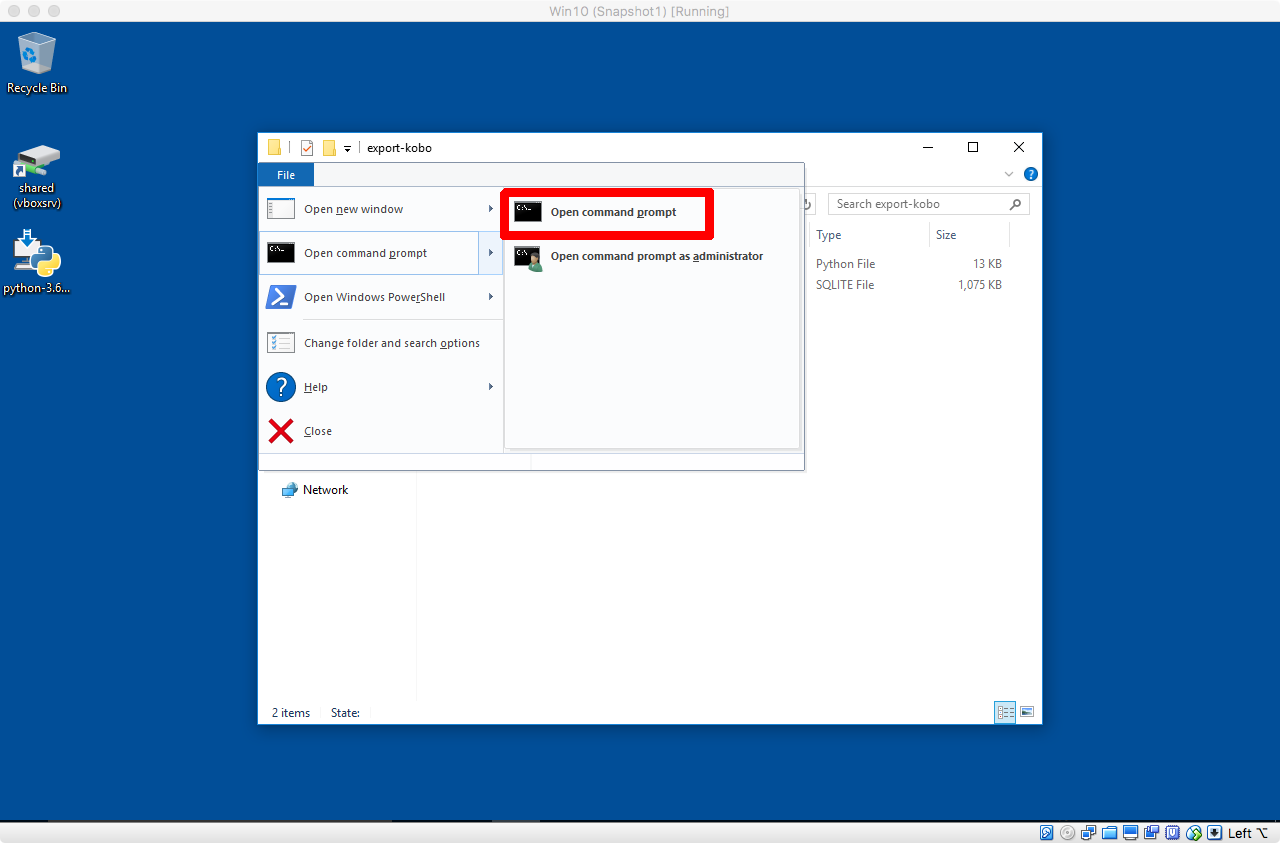 Win10 (Snapshot1) [Running]
Recycle Bin
shared
(vboxsrv)
python-3.6...
export-kobo
File
Open new window
Open command prompt
Open Windows PowerShell
Change folder and search options
Help
Close
Open command prompt
Open command prompt as administrator
Search export-kobo
Type
Size
Python File
13 KB
SQLITE File
1,075 KB
Network
2 items
State:
Left ⌥